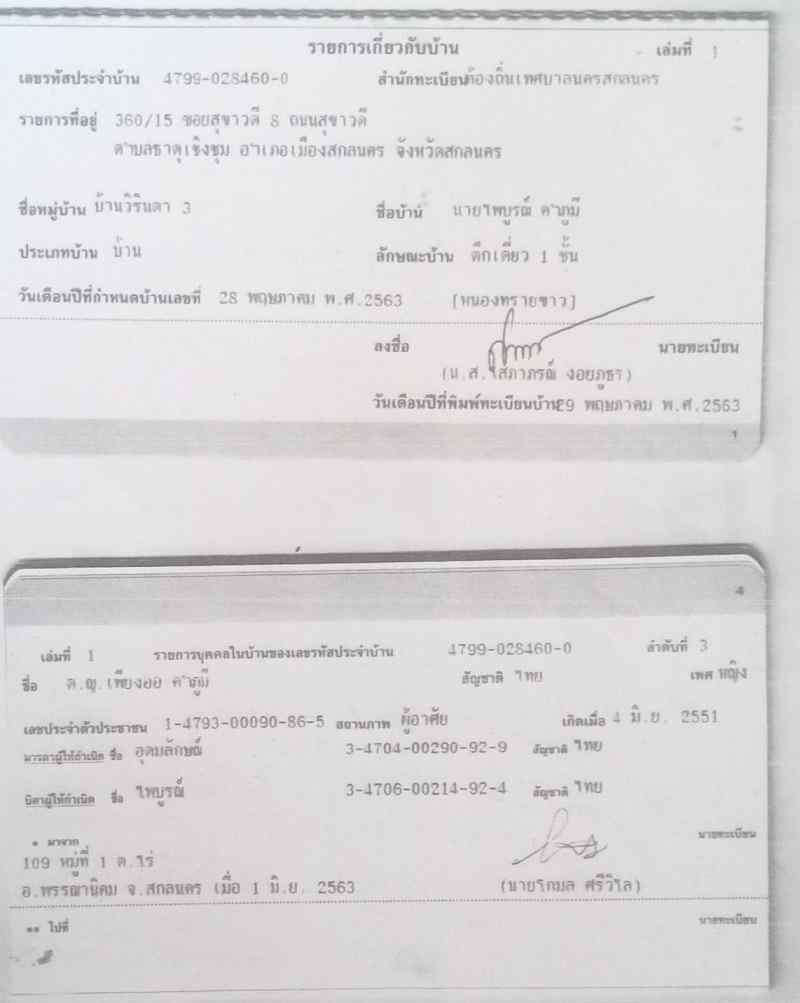 รายการเกี่ยวกับบ้าน เล่มที่ 1
เลขรหัสประจำบ้าน 4799-028460-0 สำนักทะเบียนท้องถิ่นเทศบาลนครสกลนคร
รายการที่อยู่ 360/15 ซอยสุขาวดี 8 ถนนสุขาวดี
ตำบลธาตุเชิงชุม อำเภอเมืองสกลนคร จังหวัดสกลนคร
ชื่อหมู่บ้าน บ้านวิรินดา 3 ชื่อบ้าน นายไพบูรณ์ คำภูมี
ประเภทบ้าน บ้าน ลักษณะบ้าน ตึกเดี่ยว 1 ชั้น
วันเดือนปีที่กำหนดบ้านเลขที่ 28 พฤษภาคม พ.ศ.2563 [หนองทรายขาว]
ลงชื่อ นายทะเบียน
(น.ส.โสภาภรณ์ งอยภูธร)
วันเดือนปีที่พิมพ์ทะเบียนบ้าน 29 พฤษภาคม พ.ศ.2563
1
4
เล่มที่ 1 รายการบุคคลในบ้านของเลขรหัสประจำบ้าน 4799-028460-0 ลำดับที่ 3
ชื่อ ด.ญ.เพียงออ คำภูมี สัญชาติ ไทย เพศ หญิง
เลขประจำตัวประชาชน 1-4793-00090-86-5 สถานภาพ ผู้อาศัย เกิดเมื่อ 4 มิ.ย. 2551
มารดาผู้ให้กำเนิด ชื่อ อุดมลักษณ์ 3-4704-00290-92-9 สัญชาติ ไทย
บิดาผู้ให้กำเนิด ชื่อ ไพบูรณ์ 3-4706-00214-92-4 สัญชาติ ไทย
* มาจาก นายทะเบียน
109 หมู่ที่ 1 ต.ไร่
อ.พรรณานิคม จ.สกลนคร เมื่อ 1 มิ.ย. 2563 (นายโกมล ศรีวิไล)
** ไปที่ นายทะเบียน